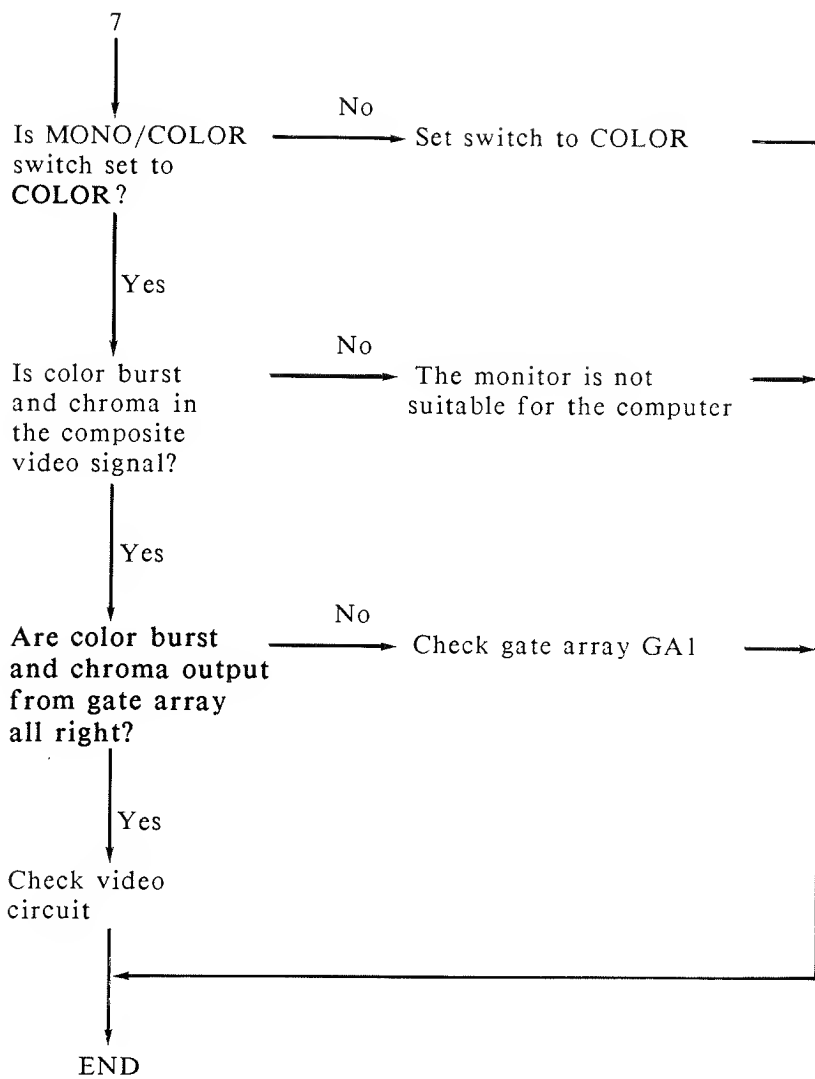 7
Is MONO/COLOR
switch set to
COLOR?
No
Set switch to COLOR
Yes
Is color burst
and chroma in
the composite
video signal?
No
The monitor is not
suitable for the computer
Yes
Are color burst
and chroma output
from gate array
all right?
No
Check gate array GA1
Yes
Check video
circuit
END